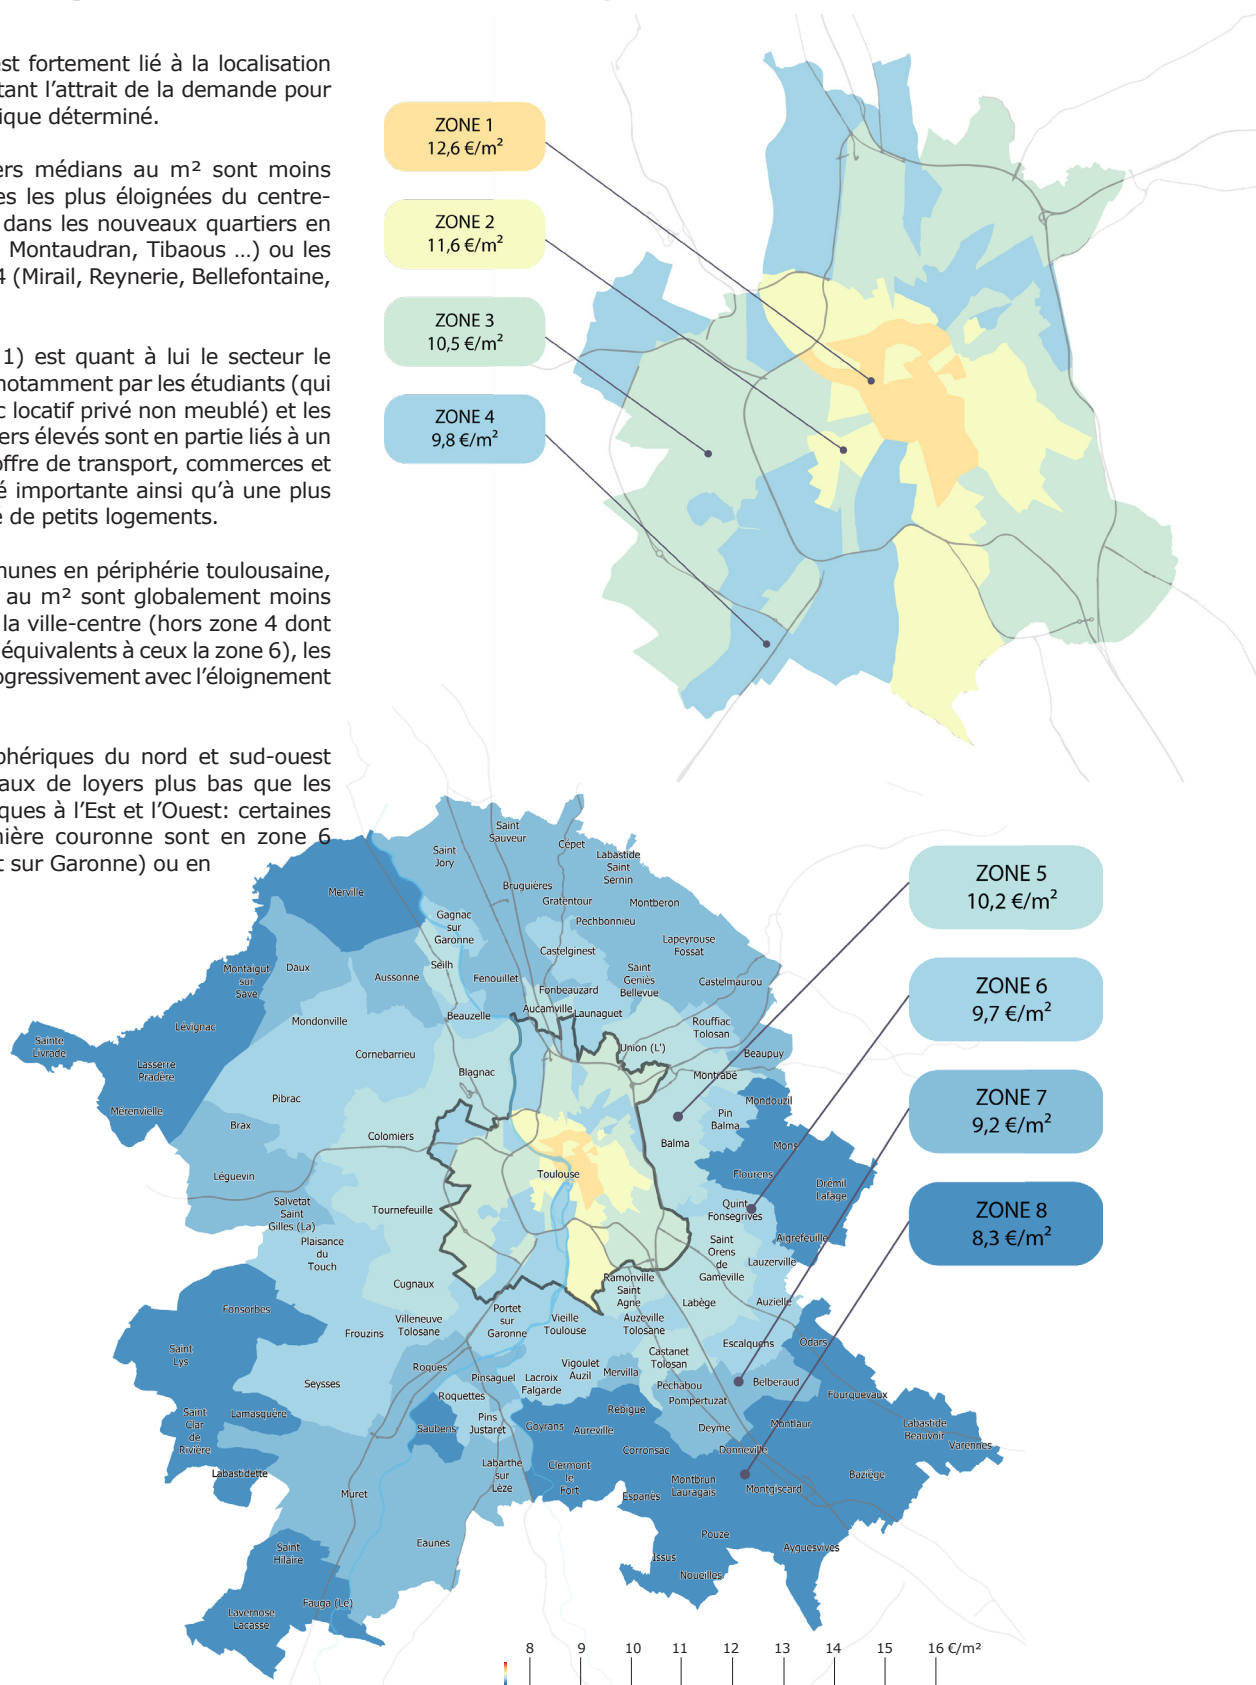 est fortement lié à la localisation
tant l'attrait de la demande pour
ique déterminé.
ers médians au m² sont moins
es les plus éloignées du centre-
dans les nouveaux quartiers en
Montaudran, Tibaous ...) ou les
4 (Mirail, Reynerie, Bellefontaine,
1) est quant à lui le secteur le
notamment par les étudiants (qui
c locatif privé non meublé) et les
ers élevés sont en partie liés à un
offre de transport, commerces et
é importante ainsi qu'à une plus
é de petits logements.
munes en périphérie toulousaine,
au m² sont globalement moins
la ville-centre (hors zone 4 dont
équivalents à ceux la zone 6), les
ogressivement avec l'éloignement
phériques du nord et sud-ouest
aux de loyers plus bas que les
ques à l'Est et l'Ouest: certaines
nière couronne sont en zone 6
t sur Garonne) ou en
ZONE 1
12,6 €/m²
ZONE 2
11,6 €/m²
ZONE 3
10,5 €/m²
ZONE 4
9,8 €/m²
ZONE 5
10,2 €/m²
ZONE 6
9,7 €/m²
ZONE 7
9,2 €/m²
ZONE 8
8,3 €/m²
Saint
Sauveur
Cépet
Saint
Jory
Labastide
Saint
Sernin
Merville
Bruguières
Gratentour
Montberon
Gagnac
sur
Garonne
Pechbonnieu
Castelginest
Lapeyrouse
Fossat
Montaigut
sur
Save
Daux
Aussonne
Seilh
Fenouillet
Fonbeauzard
Saint
Geniès
Bellevue
Castelmaurou
Lévignac
Mondonville
Beauzelle
Aucamville
Launaguet
Rouffiac
Tolosan
Sainte
Livrade
Cornebarrieu
Union (L')
Beaupuy
Lasserre
Pradère
Blagnac
Montrabé
Mérenvielle
Pibrac
Mondouzil
Brax
Colomiers
Pin
Balma
Balma
Mons
Léguevin
Toulouse
Flourens
Drémil
Lafage
Salvetat
Saint
Gilles (La)
Tournefeuille
Quint
Fonsegrives
Plaisance
du
Touch
Saint
Orens
de
Gameville
Aigrefeuille
Lauzerville
Cugnaux
Ramonville
Saint
Agne
Labège
Auzielle
Fonsorbes
Villeneuve
Tolosane
Portet
sur
Garonne
Vieille
Toulouse
Auzeville
Tolosane
Frouzins
Escalquens
Odars
Saint
Lys
Castanet
Tolosan
Seysses
Roques
Pinsaguel
Lacroix
Falgarde
Vigoulet
Auzil
Mervilla
Péchabou
Belberaud
Roquettes
Pompertuzat
Fourquevaux
Saint
Clar
de
Rivière
Lamasquère
Saubens
Pins
Justaret
Goyrans
Aureville
Rebigue
Deyme
Montlaur
Labastide
Beauvoir
Varennes
Corronsac
Donneville
Labastidette
Labarthe
sur
Lèze
Clermont
le
Fort
Montbrun
Lauragais
Montgiscard
Baziège
Muret
Espanès
Eaunes
Pouze
Ayguesvives
Saint
Hilaire
Issus
Noueilles
Lavernose
Lacasse
Fauga (Le)
8 9 10 11 12 13 14 15 16 €/m²